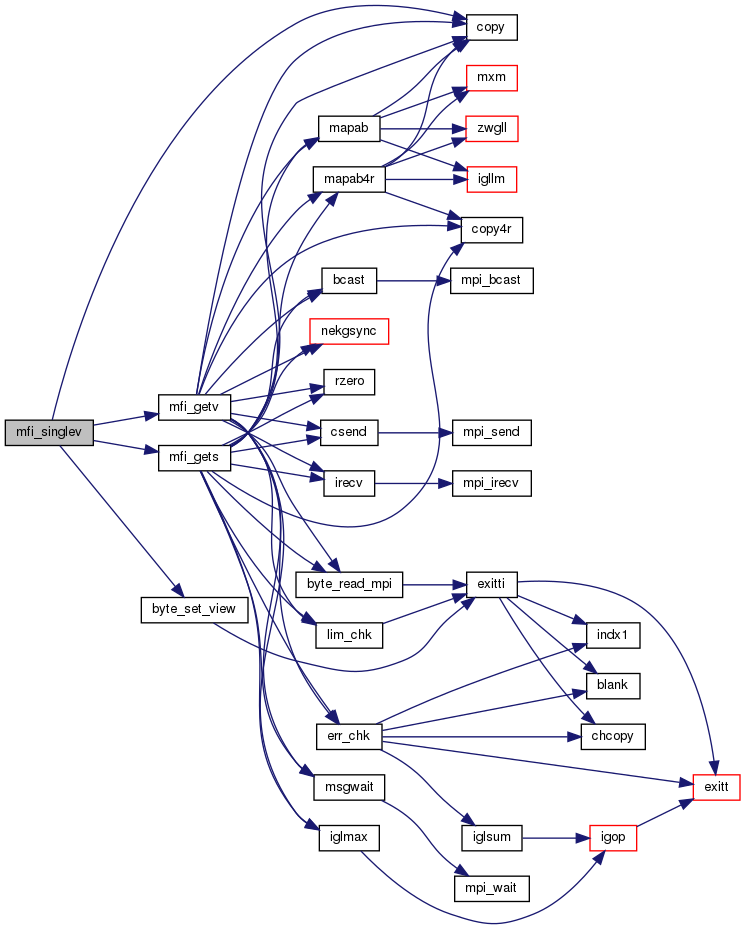 copy
mxm
mapab
zwgll
mapab4r
igllm
copy4r
bcast
mpi_bcast
nekgsync
rzero
mfi_getv
mfi_singlev
csend
mpi_send
mfi_gets
irecv
mpi_irecv
byte_read_mpi
exitti
byte_set_view
lim_chk
indx1
blank
err_chk
chcopy
msgwait
exitt
iglmax
iglsum
igop
mpi_wait